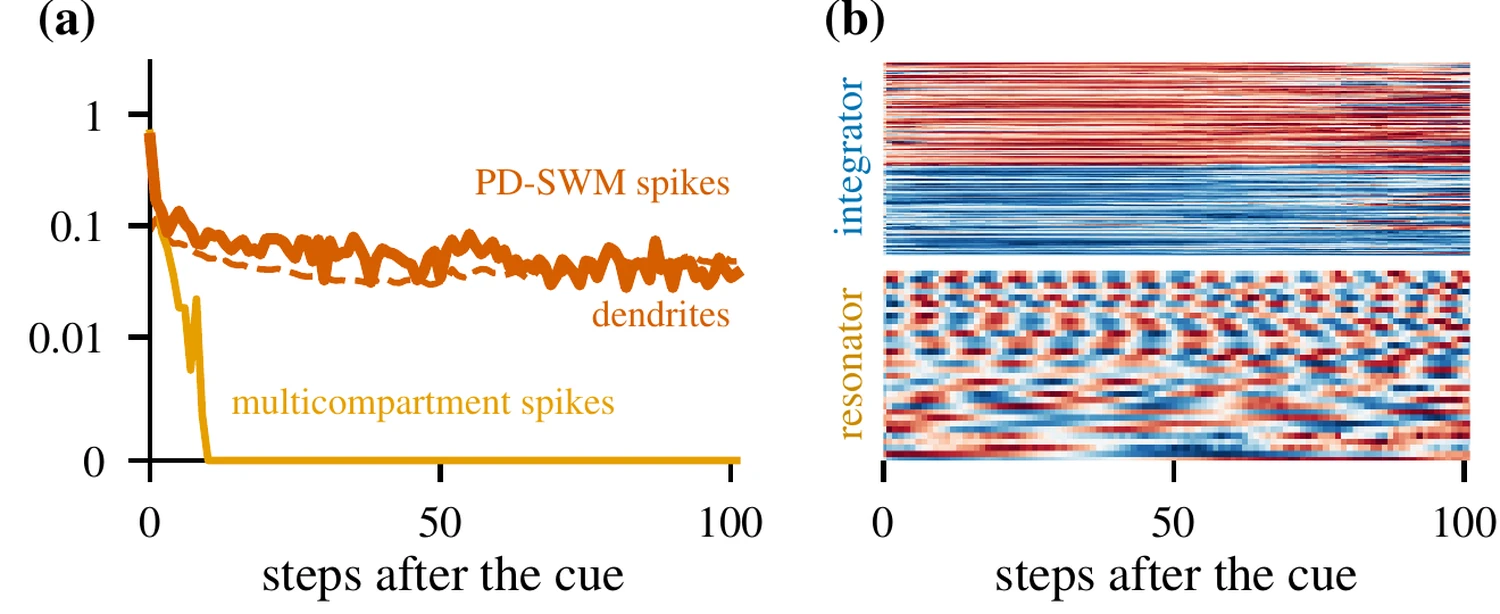 (a)
1
0.1
0.01
0
PD-SWM spikes
dendrites
multicompartment spikes
0 50 100
steps after the cue
(b)
integrator
resonator
0 50 100
steps after the cue